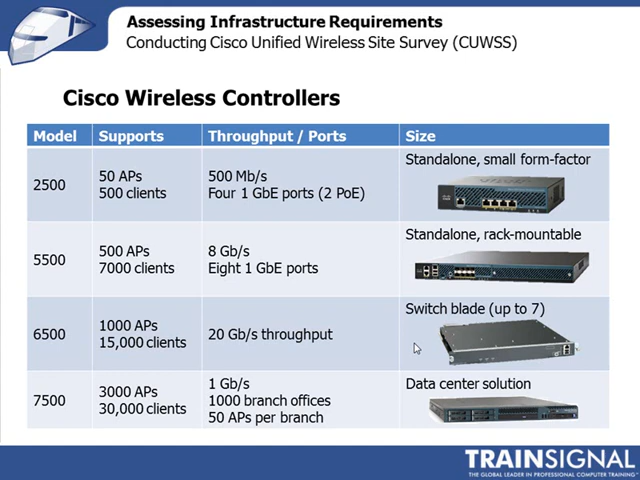 Assessing Infrastructure Requirements
Conducting Cisco Unified Wireless Site Survey (CUWSS)
Cisco Wireless Controllers
Model Supports Throughput / Ports Size
2500
50 APs
500 clients
500 Mb/s
Four 1 GbE ports (2 PoE)
Standalone, small form-factor
5500
500 APs
7000 clients
8 Gb/s
Eight 1 GbE ports
Standalone, rack-mountable
6500
1000 APs
15,000 clients
20 Gb/s throughput
Switch blade (up to 7)
7500
3000 APs
30,000 clients
1 Gb/s
1000 branch offices
50 APs per branch
Data center solution
TRAINSIGNAL
THE GLOBAL LEADER IN PROFESSIONAL COMPUTER TRAINING